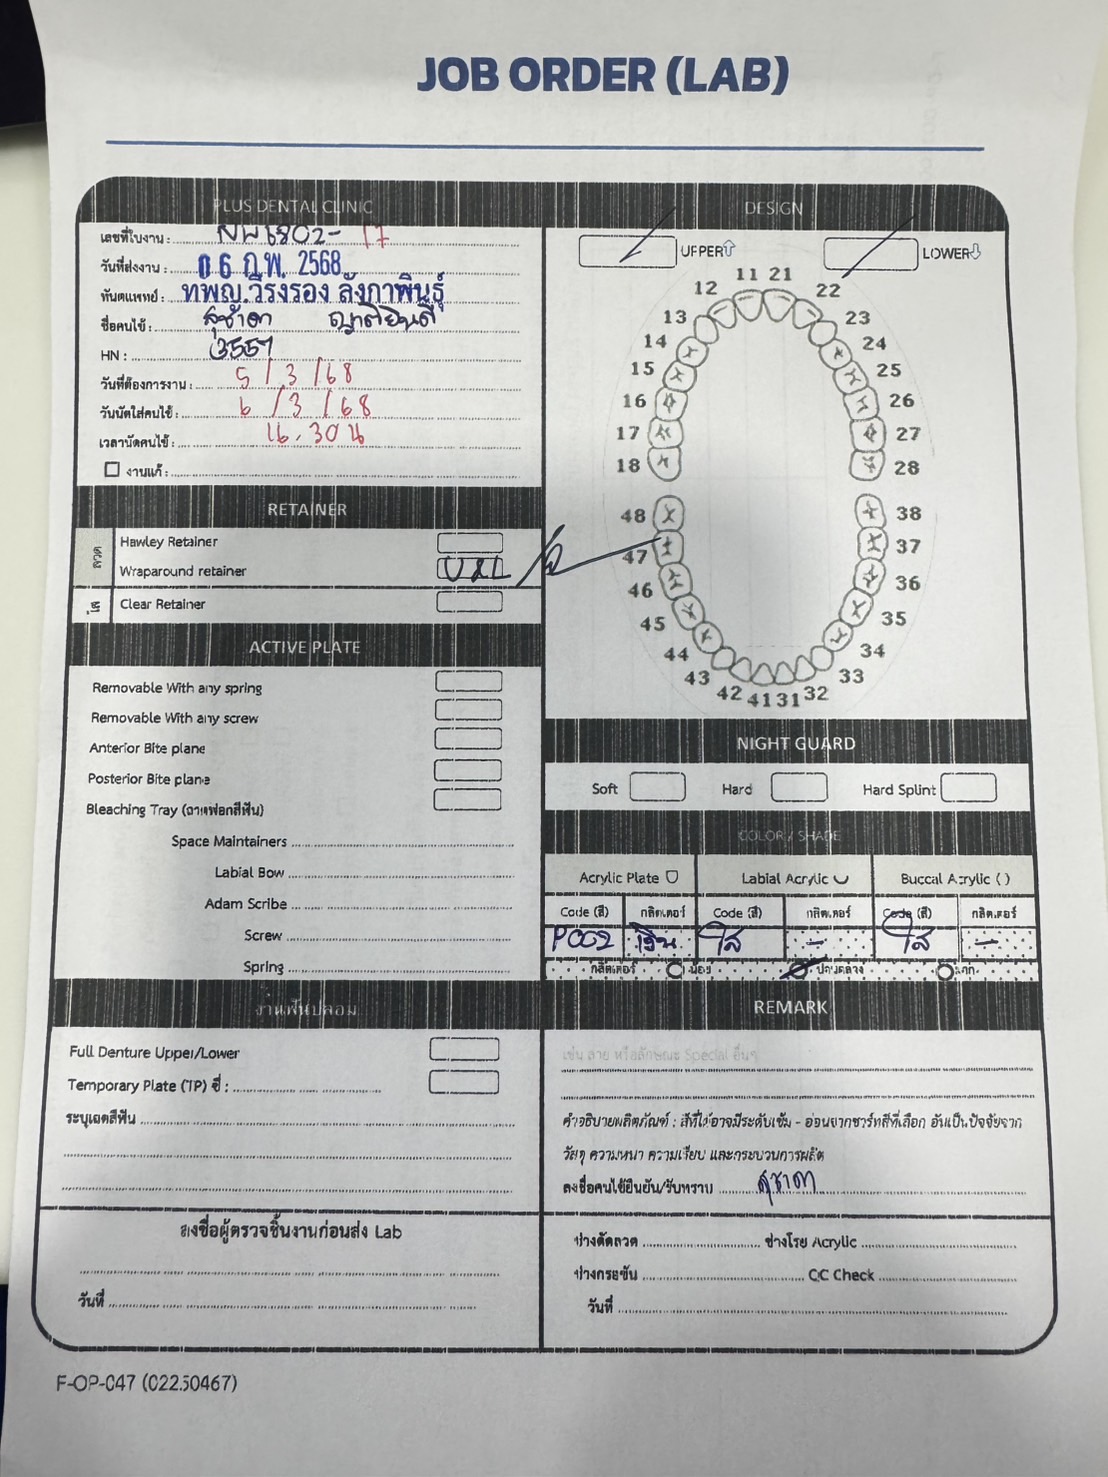 JOB ORDER (LAB)
PLUS DENTAL CLINIC
เลขที่ใบงาน : NW6802-17
วันที่ส่งงาน : 06 ก.พ. 2568
ทันตแพทย์ : ทพญ.วีรงรอง ลังกาพินธุ์
ชื่อคนไข้ : สุชาดา ญาติยินดี
HN : 3557
วันที่ต้องการงาน : 5/3/68
วันนัดใส่คนไข้ : 6/3/68
เวลานัดคนไข้ : 16.30 น
งานแก้ :
DESIGN
UPPER
LOWER
11 21
12 22
13 23
14 24
15 25
16 26
17 27
18 28
48 38
47 37
46 36
45 35
44 34
43 33
42 41 31 32
RETAINER
ลวด
Hawley Retainer
Wraparound retainer U&L
ใส
Clear Retainer
ACTIVE PLATE
Removable With any spring
Removable With any screw
Anterior Bite plane
Posterior Bite plane
Bleaching Tray (ถาดฟอกสีฟัน)
Space Maintainers
Labial Bow
Adam Scribe
Screw
Spring
NIGHT GUARD
Soft Hard Hard Splint
COLOR / SHADE
Acrylic Plate Labial Acrylic Buccal Acrylic ( )
Code (สี) กลิตเตอร์ Code (สี) กลิตเตอร์ Code (สี) กลิตเตอร์
P002 เงิน ใส - ใส -
กลิตเตอร์ น้อย ปานกลาง มาก
งานฟันปลอม
Full Denture Upper/Lower
Temporary Plate (TP) ซี่ :
ระบุเฉดสีฟัน
REMARK
เช่น ลาย หรือลักษณะ Special อื่นๆ
คำอธิบายผลิตภัณฑ์ : สีที่ได้อาจมีระดับเข้ม - อ่อนจากชาร์ทสีที่เลือก อันเป็นปัจจัยจาก
วัสดุ ความหนา ความเรียบ และกระบวนการผลิต
ลงชื่อคนไข้ยืนยัน/รับทราบ สุชาดา
ลงชื่อผู้ตรวจชิ้นงานก่อนส่ง Lab
วันที่
ช่างดัดลวด ช่างโรย Acrylic
ช่างกรอขัด QC Check
วันที่
F-OP-047 (02250467)